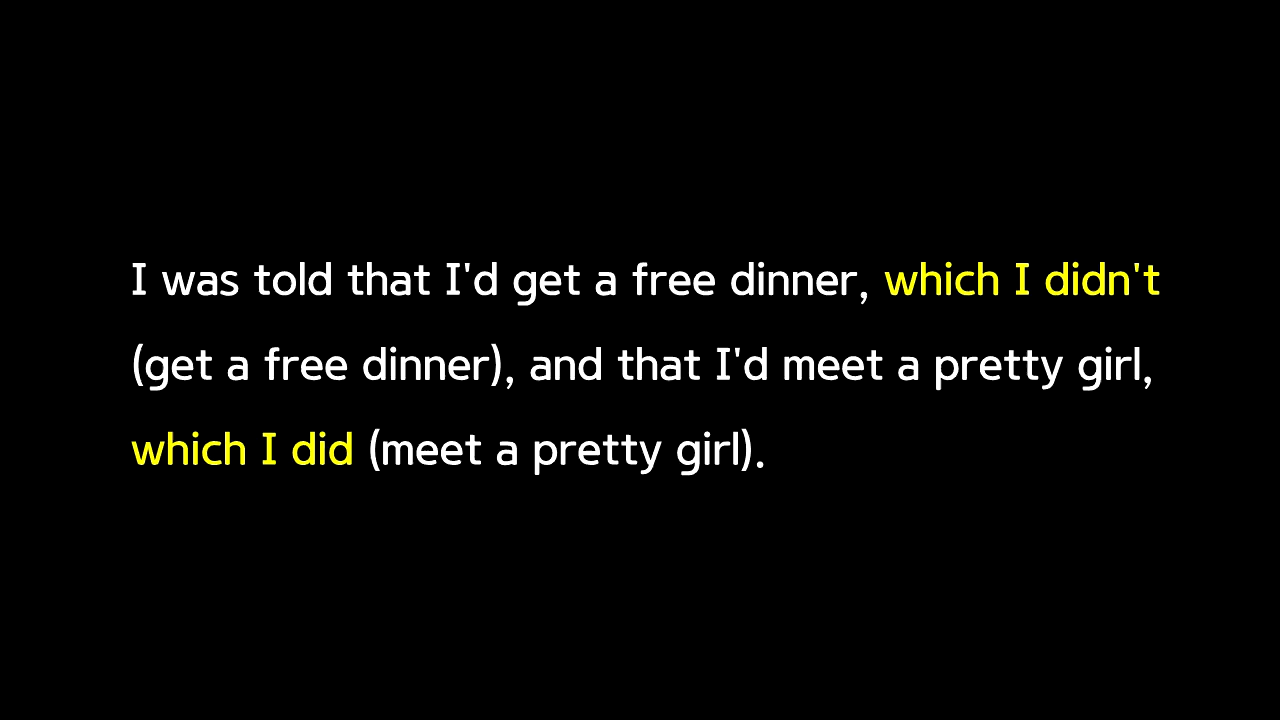 I was told that I'd get a free dinner, which I didn't
(get a free dinner), and that I'd meet a pretty girl,
which I did (meet a pretty girl).